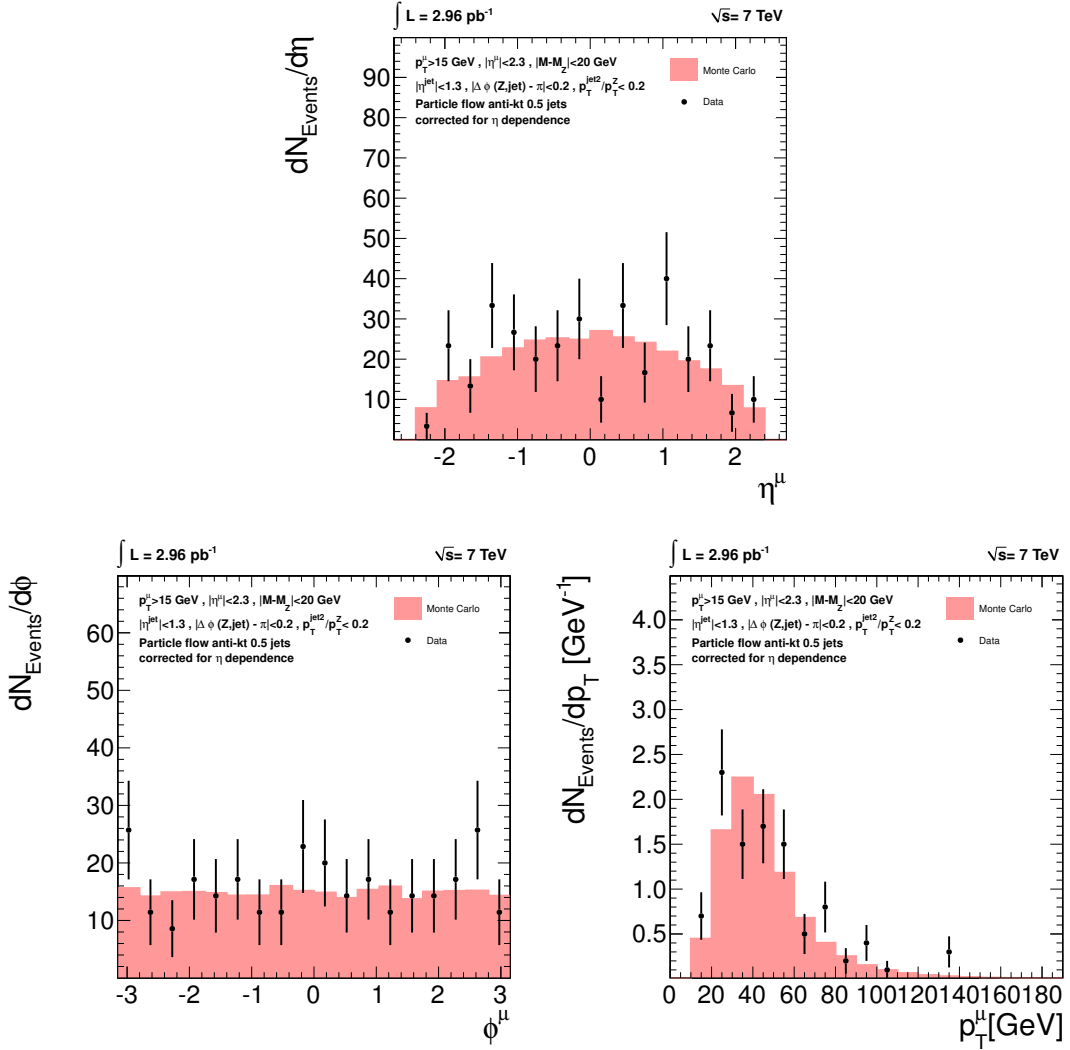 ∫ L = 2.96 pb⁻¹ √s= 7 TeV
dN_Events/dη
p_T^μ>15 GeV , |η^μ|<2.3 , |M-M_Z|<20 GeV
|η^jet|<1.3 , |Δ φ (Z,jet) - π|<0.2 , p_T^jet2/p_T^Z< 0.2
Particle flow anti-kt 0.5 jets
corrected for η dependence
Monte Carlo
Data
90
80
70
60
50
40
30
20
10
-2 -1 0 1 2
η^μ
∫ L = 2.96 pb⁻¹ √s= 7 TeV
dN_Events/dφ
p_T^μ>15 GeV , |η^μ|<2.3 , |M-M_Z|<20 GeV
|η^jet|<1.3 , |Δ φ (Z,jet) - π|<0.2 , p_T^jet2/p_T^Z< 0.2
Particle flow anti-kt 0.5 jets
corrected for η dependence
Monte Carlo
Data
60
50
40
30
20
10
-3 -2 -1 0 1 2 3
φ^μ
∫ L = 2.96 pb⁻¹ √s= 7 TeV
dN_Events/dp_T [GeV⁻¹]
p_T^μ>15 GeV , |η^μ|<2.3 , |M-M_Z|<20 GeV
|η^jet|<1.3 , |Δ φ (Z,jet) - π|<0.2 , p_T^jet2/p_T^Z< 0.2
Particle flow anti-kt 0.5 jets
corrected for η dependence
Monte Carlo
Data
4.0
3.5
3.0
2.5
2.0
1.5
1.0
0.5
0 20 40 60 80 100 120 140 160 180
p_T^μ[GeV]